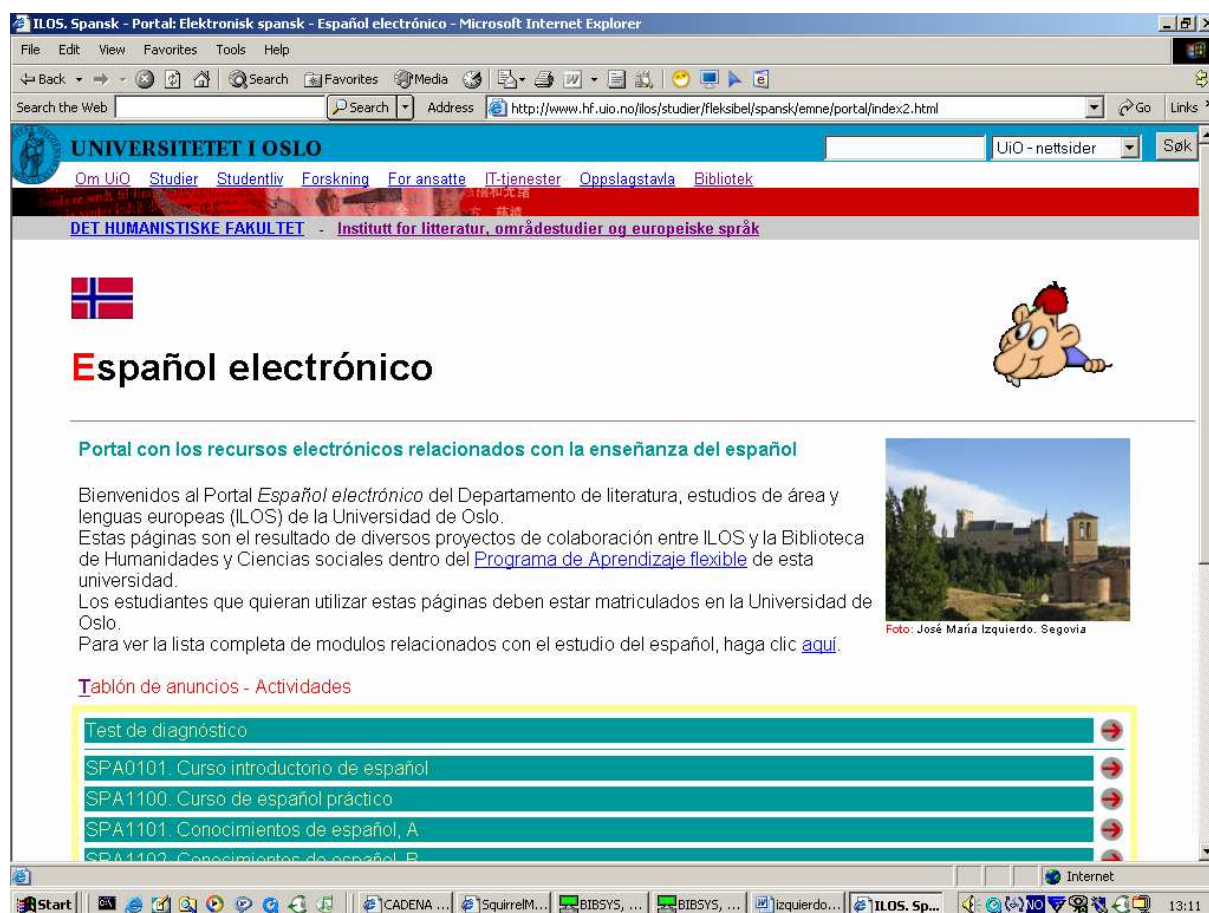 ILOS. Spansk - Portal: Elektronisk spansk - Español electrónico - Microsoft Internet Explorer
File Edit View Favorites Tools Help
Back Search Favorites Media
Search the Web Search Address http://www.hf.uio.no/ilos/studier/fleksibel/spansk/emne/portal/index2.html Go Links
UNIVERSITETET I OSLO UiO - nettsider Søk
Om UiO Studier Studentliv Forskning For ansatte IT-tjenester Oppslagstavla Bibliotek
DET HUMANISTISKE FAKULTET - Institutt for litteratur, områdestudier og europeiske språk
Español electrónico
Portal con los recursos electrónicos relacionados con la enseñanza del español
Bienvenidos al Portal Español electrónico del Departamento de literatura, estudios de área y
lenguas europeas (ILOS) de la Universidad de Oslo.
Estas páginas son el resultado de diversos proyectos de colaboración entre ILOS y la Biblioteca
de Humanidades y Ciencias sociales dentro del Programa de Aprendizaje flexible de esta
universidad.
Los estudiantes que quieran utilizar estas páginas deben estar matriculados en la Universidad de
Oslo.
Para ver la lista completa de modulos relacionados con el estudio del español, haga clic aquí.
Foto: José María Izquierdo. Segovia
Tablón de anuncios - Actividades
Test de diagnóstico
SPA0101. Curso introductorio de español
SPA1100. Curso de español práctico
SPA1101. Conocimientos de español, A
SPA1102. Conocimientos de español, B
Internet
Start CADENA ... SquirrelM... BIBSYS, ... BIBSYS, ... izquierdo... ILOS. Sp... NO 13:11